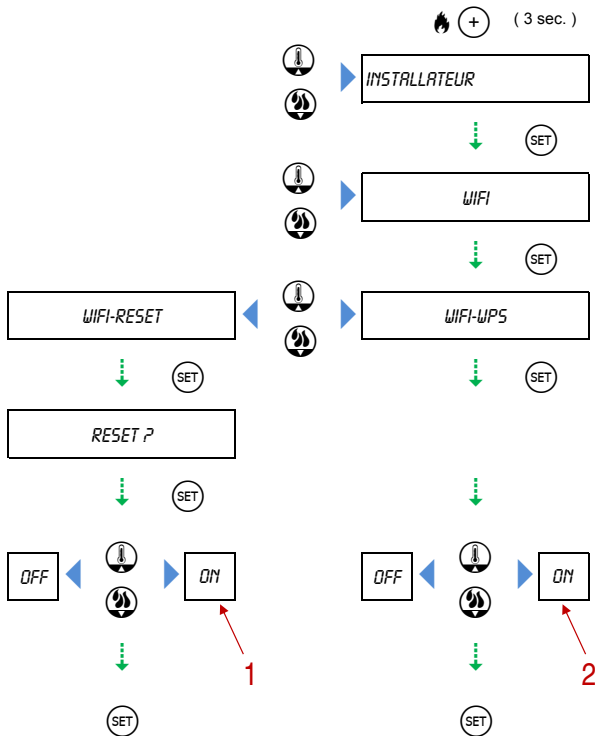 + ( 3 sec. )
INSTALLATEUR
SET
WIFI
SET
WIFI-RESET
WIFI-WPS
SET
SET
RESET ?
SET
OFF
ON
OFF
ON
1
2
SET
SET